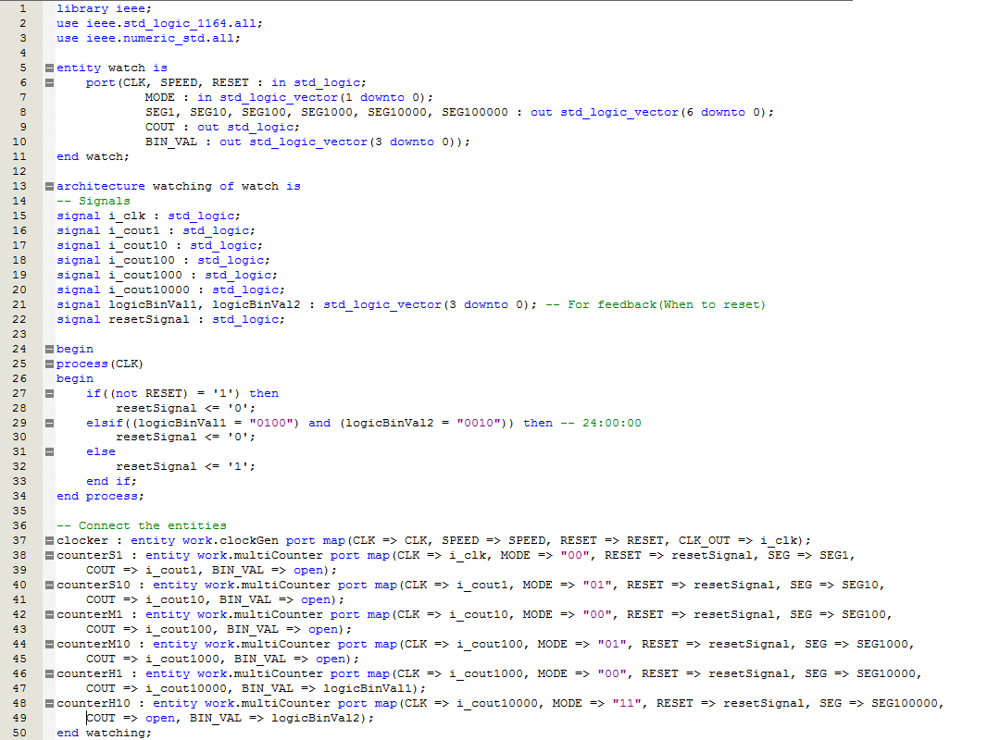 1 library ieee;
2 use ieee.std_logic_1164.all;
3 use ieee.numeric_std.all;
4
5 entity watch is
6     port(CLK, SPEED, RESET : in std_logic;
7             MODE : in std_logic_vector(1 downto 0);
8             SEG1, SEG10, SEG100, SEG1000, SEG10000, SEG100000 : out std_logic_vector(6 downto 0);
9             COUT : out std_logic;
10             BIN_VAL : out std_logic_vector(3 downto 0));
11 end watch;
12
13 architecture watching of watch is
14 -- Signals
15 signal i_clk : std_logic;
16 signal i_cout1 : std_logic;
17 signal i_cout10 : std_logic;
18 signal i_cout100 : std_logic;
19 signal i_cout1000 : std_logic;
20 signal i_cout10000 : std_logic;
21 signal logicBinVal1, logicBinVal2 : std_logic_vector(3 downto 0); -- For feedback(When to reset)
22 signal resetSignal : std_logic;
23
24 begin
25 process(CLK)
26 begin
27     if((not RESET) = '1') then
28         resetSignal <= '0';
29     elsif((logicBinVal1 = "0100") and (logicBinVal2 = "0010")) then -- 24:00:00
30         resetSignal <= '0';
31     else
32         resetSignal <= '1';
33     end if;
34 end process;
35
36 -- Connect the entities
37 clocker : entity work.clockGen port map(CLK => CLK, SPEED => SPEED, RESET => RESET, CLK_OUT => i_clk);
38 counterS1 : entity work.multiCounter port map(CLK => i_clk, MODE => "00", RESET => resetSignal, SEG => SEG1,
39     COUT => i_cout1, BIN_VAL => open);
40 counterS10 : entity work.multiCounter port map(CLK => i_cout1, MODE => "01", RESET => resetSignal, SEG => SEG10,
41     COUT => i_cout10, BIN_VAL => open);
42 counterM1 : entity work.multiCounter port map(CLK => i_cout10, MODE => "00", RESET => resetSignal, SEG => SEG100,
43     COUT => i_cout100, BIN_VAL => open);
44 counterM10 : entity work.multiCounter port map(CLK => i_cout100, MODE => "01", RESET => resetSignal, SEG => SEG1000,
45     COUT => i_cout1000, BIN_VAL => open);
46 counterH1 : entity work.multiCounter port map(CLK => i_cout1000, MODE => "00", RESET => resetSignal, SEG => SEG10000,
47     COUT => i_cout10000, BIN_VAL => logicBinVal1);
48 counterH10 : entity work.multiCounter port map(CLK => i_cout10000, MODE => "11", RESET => resetSignal, SEG => SEG100000,
49     COUT => open, BIN_VAL => logicBinVal2);
50 end watching;